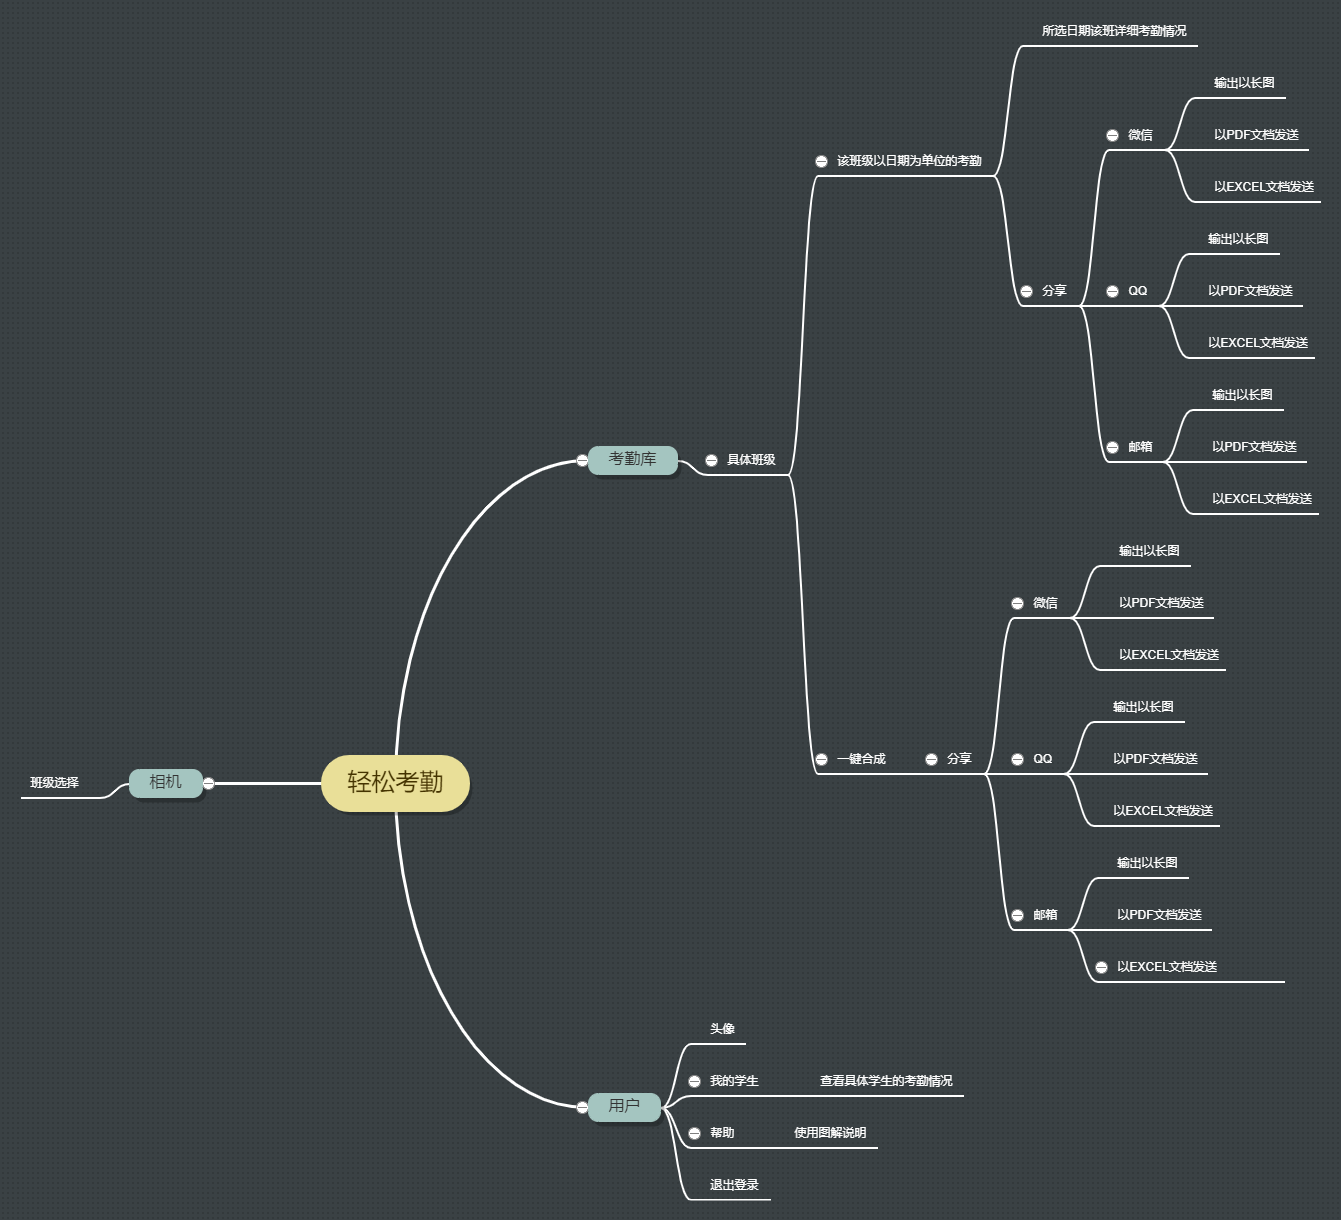 所选日期该班详细考勤情况
输出以长图
微信
以PDF文档发送
该班级以日期为单位的考勤
以EXCEL文档发送
输出以长图
分享
QQ
以PDF文档发送
以EXCEL文档发送
输出以长图
邮箱
以PDF文档发送
考勤库
具体班级
以EXCEL文档发送
输出以长图
微信
以PDF文档发送
以EXCEL文档发送
输出以长图
一键合成
分享
QQ
以PDF文档发送
班级选择
相机
轻松考勤
以EXCEL文档发送
输出以长图
邮箱
以PDF文档发送
以EXCEL文档发送
头像
我的学生
查看具体学生的考勤情况
用户
帮助
使用图解说明
退出登录